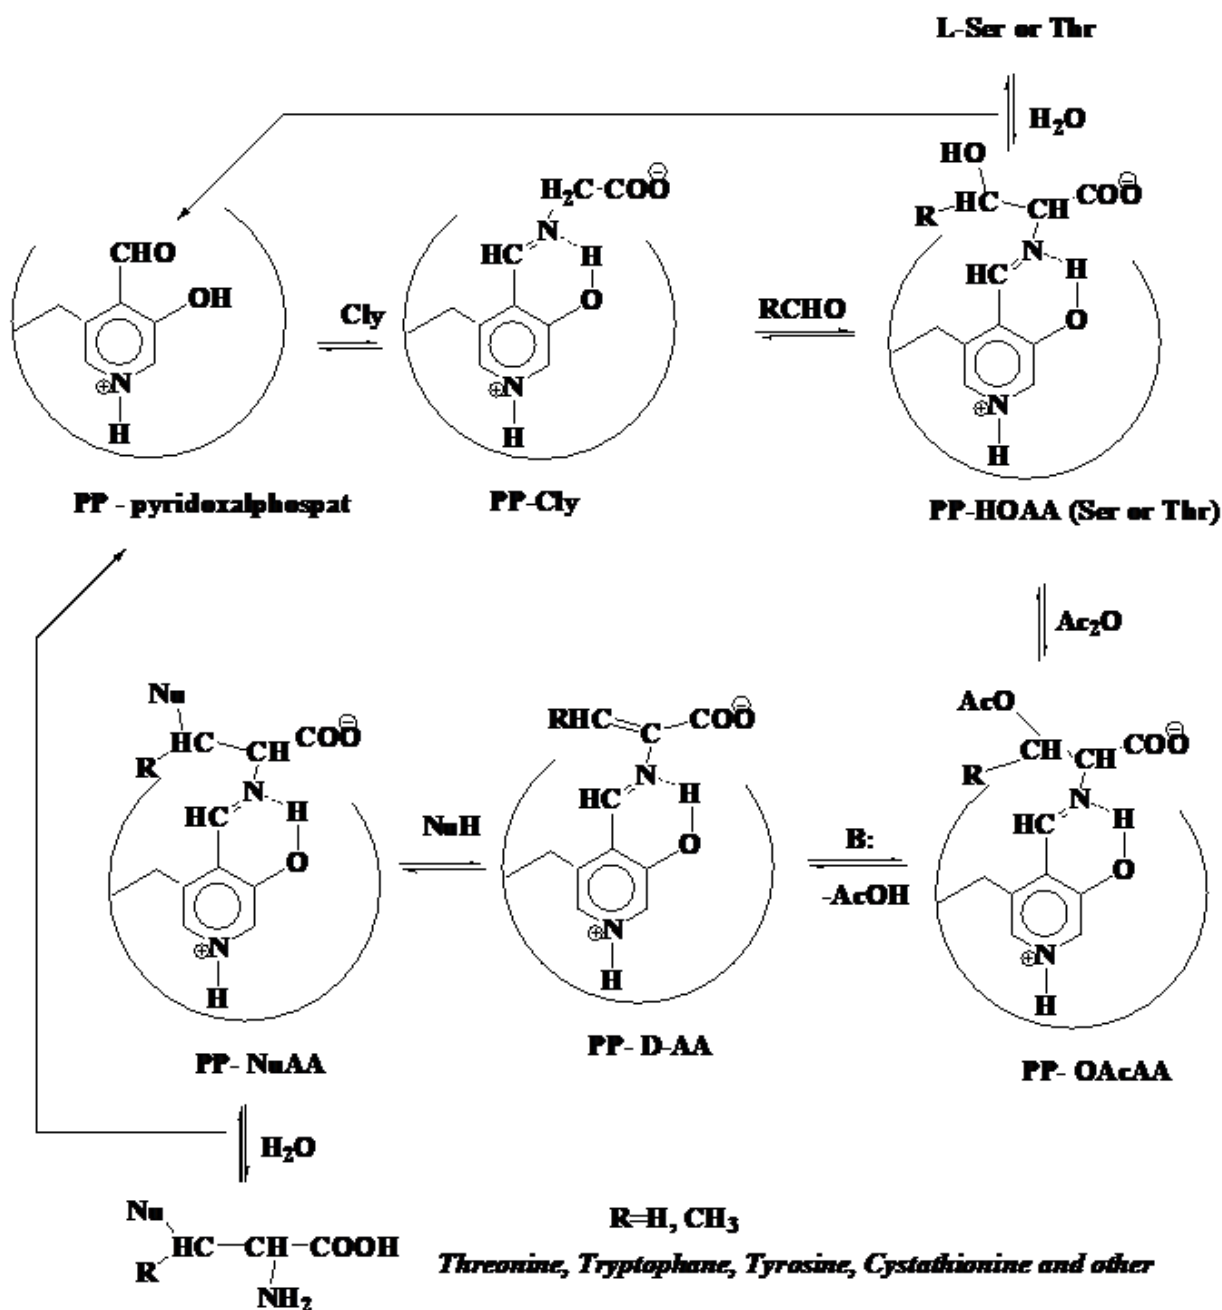 L-Ser or Thr
H₂O
HO
R
HC
CH
COO⊖
N
HC
H
O
⊕N
H
H₂C-COO⊖
N
HC
H
O
⊕N
H
CHO
OH
⊕N
H
Cly
RCHO
PP - pyridoxalphospat
PP-Cly
PP-HOAA (Ser or Thr)
Ac₂O
Nu
HC
CH
COO⊖
R
N
HC
H
O
⊕N
H
NuH
RHC
C
COO⊖
N
HC
H
O
⊕N
H
B:
-AcOH
AcO
CH
CH
COO⊖
R
N
HC
H
O
⊕N
H
PP- NuAA
PP- D-AA
PP- OAcAA
H₂O
Nu
HC-CH-COOH
R
NH₂
R=H, CH₃
Threonine, Tryptophane, Tyrosine, Cystathionine and other